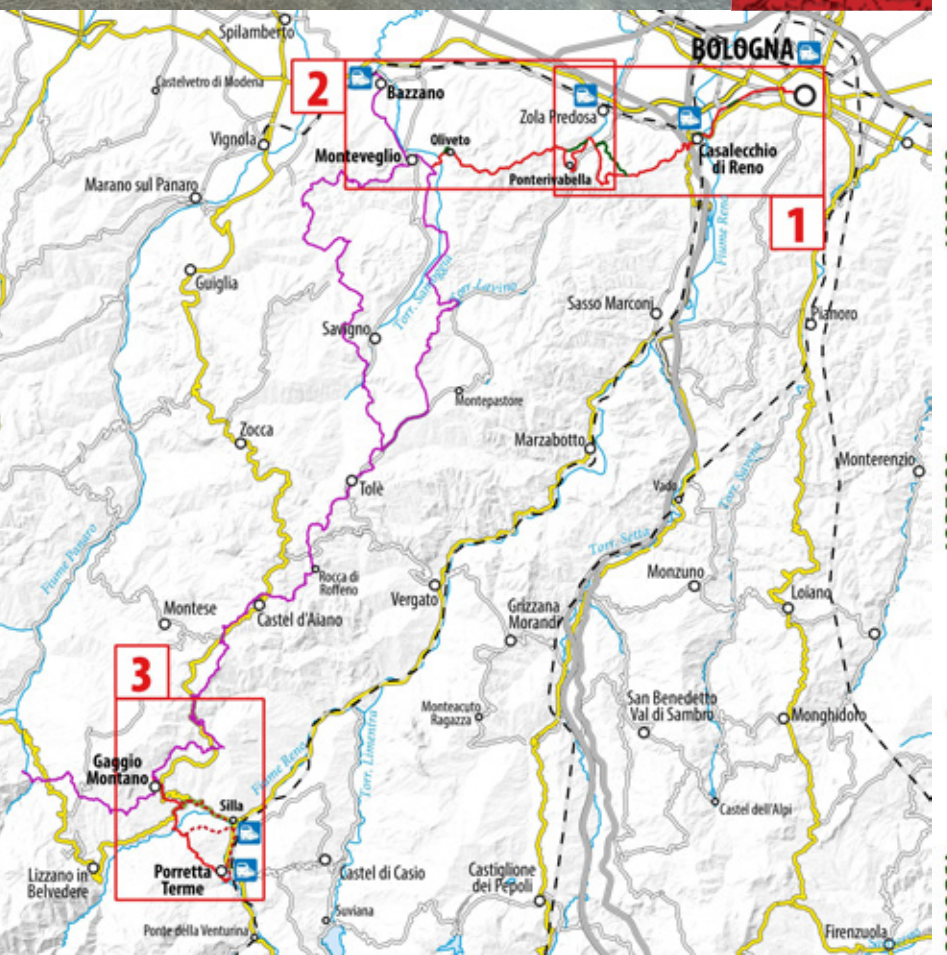 Spilamberto
BOLOGNA
Castelvetro di Modena
2
Bazzano
Zola Predosa
Vignola
Oliveto
Monteveglio
Casalecchio
di Reno
Ponterivabella
Marano sul Panaro
1
Fiume Reno
Guiglia
Torr. Samoggia
Torr. Lavino
Sasso Marconi
Pianoro
Savigno
Montepastore
Zocca
Marzabotto
Monterenzio
Tolè
Vado
Torr. Savena
Fiume Panaro
Torr. Setta
Rocca di
Roffeno
Monzuno
Vergato
Loiano
Montese
Castel d'Aiano
Grizzana
Morandi
3
San Benedetto
Val di Sambro
Monteacuto
Ragazza
Monghidoro
Gaggio
Montano
Fiume Reno
Torr. Limentra
Silla
Castel dell'Alpi
Lizzano in
Belvedere
Porretta
Terme
Castel di Casio
Castiglione
dei Pepoli
Suviana
Ponte della Venturina
Firenzuola